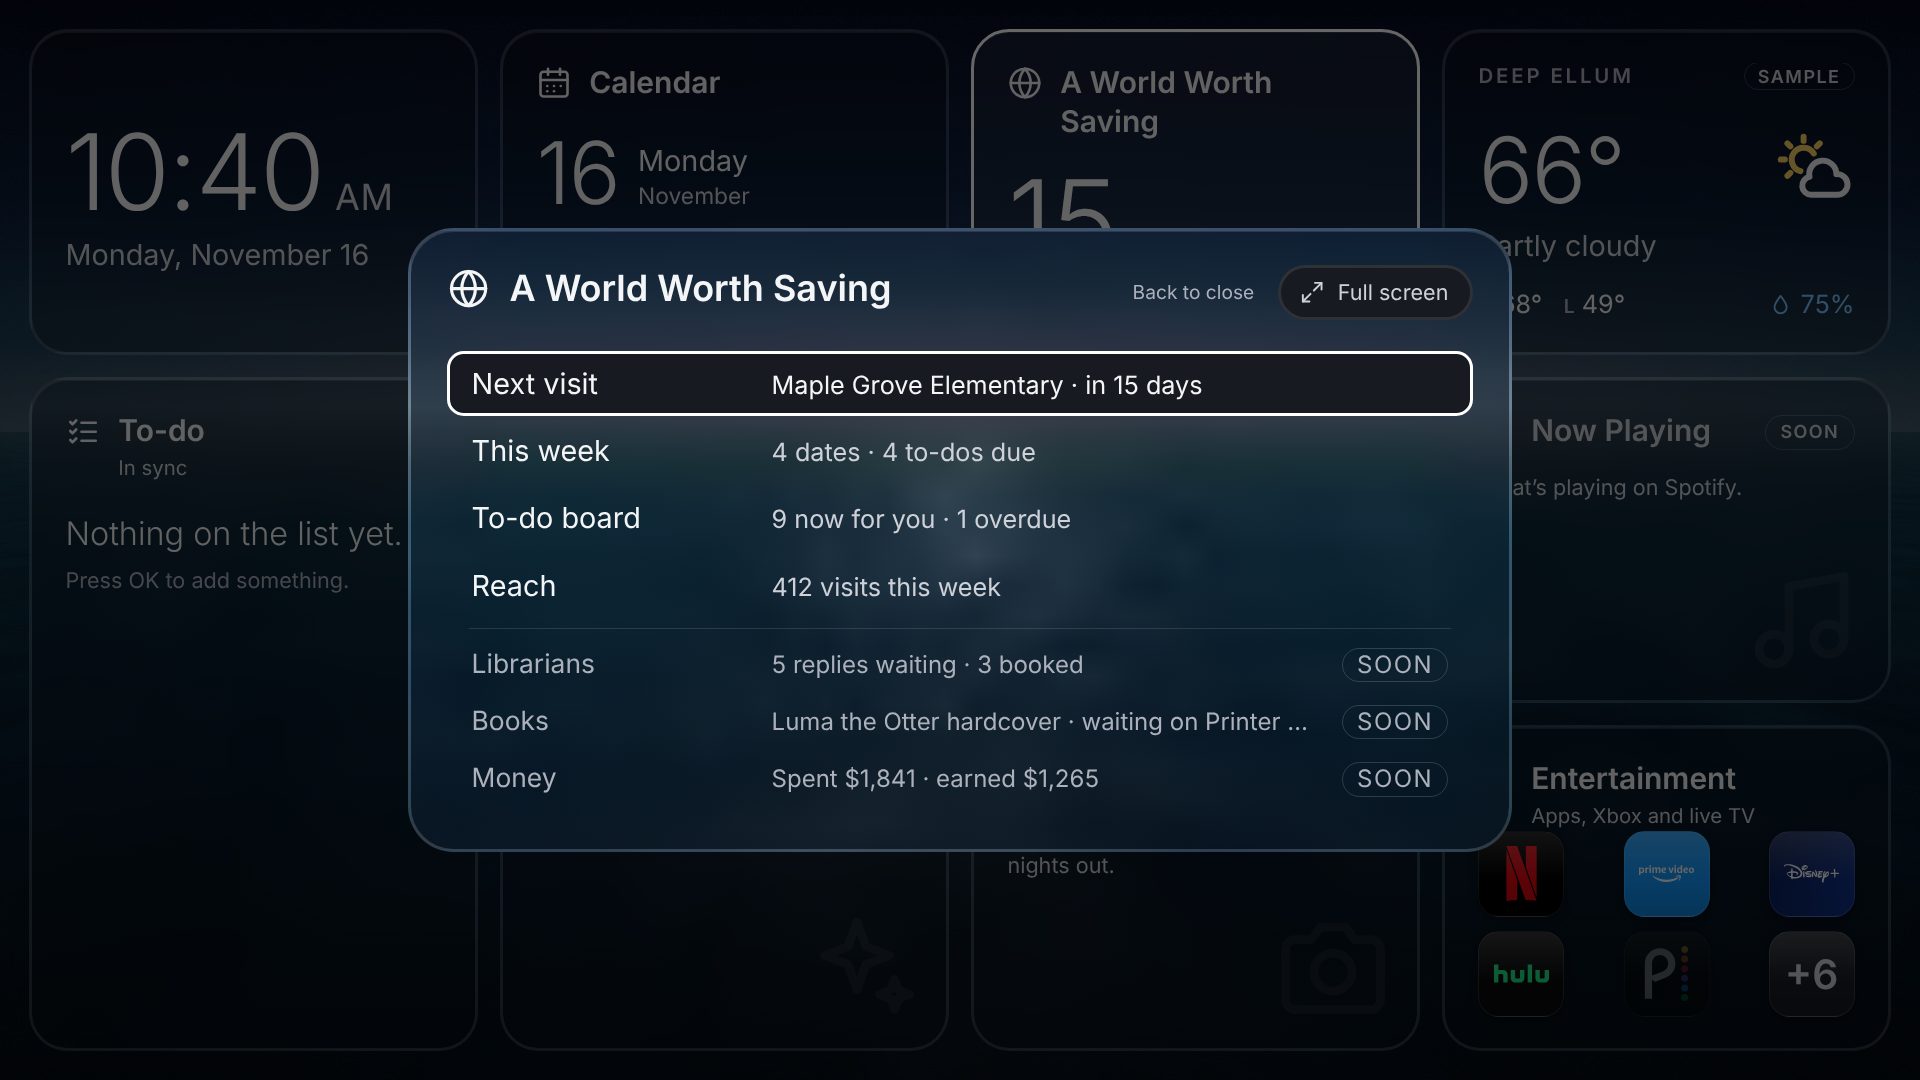 10:40 AM
Monday, November 16
Calendar
16
Monday
November
A World Worth
Saving
15
DEEP ELLUM
SAMPLE
66°
artly cloudy
68° L 49°
75%
A World Worth Saving
Back to close
Full screen
Next visit
Maple Grove Elementary · in 15 days
This week
4 dates · 4 to-dos due
To-do board
9 now for you · 1 overdue
Reach
412 visits this week
Librarians
5 replies waiting · 3 booked
SOON
Books
Luma the Otter hardcover · waiting on Printer ...
SOON
Money
Spent $1,841 · earned $1,265
SOON
To-do
In sync
Nothing on the list yet.
Press OK to add something.
nights out.
Now Playing
SOON
at's playing on Spotify.
Entertainment
Apps, Xbox and live TV
N
prime video
Disney+
hulu
P
+6